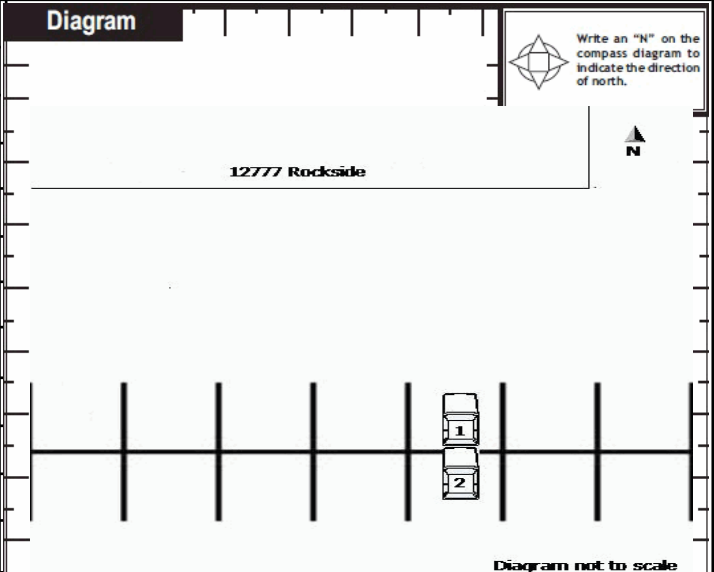 Diagram
Write an “N” on the
compass diagram to
indicate the direction
of north.
N
12777 Rockside
1
2
Diagram not to scale